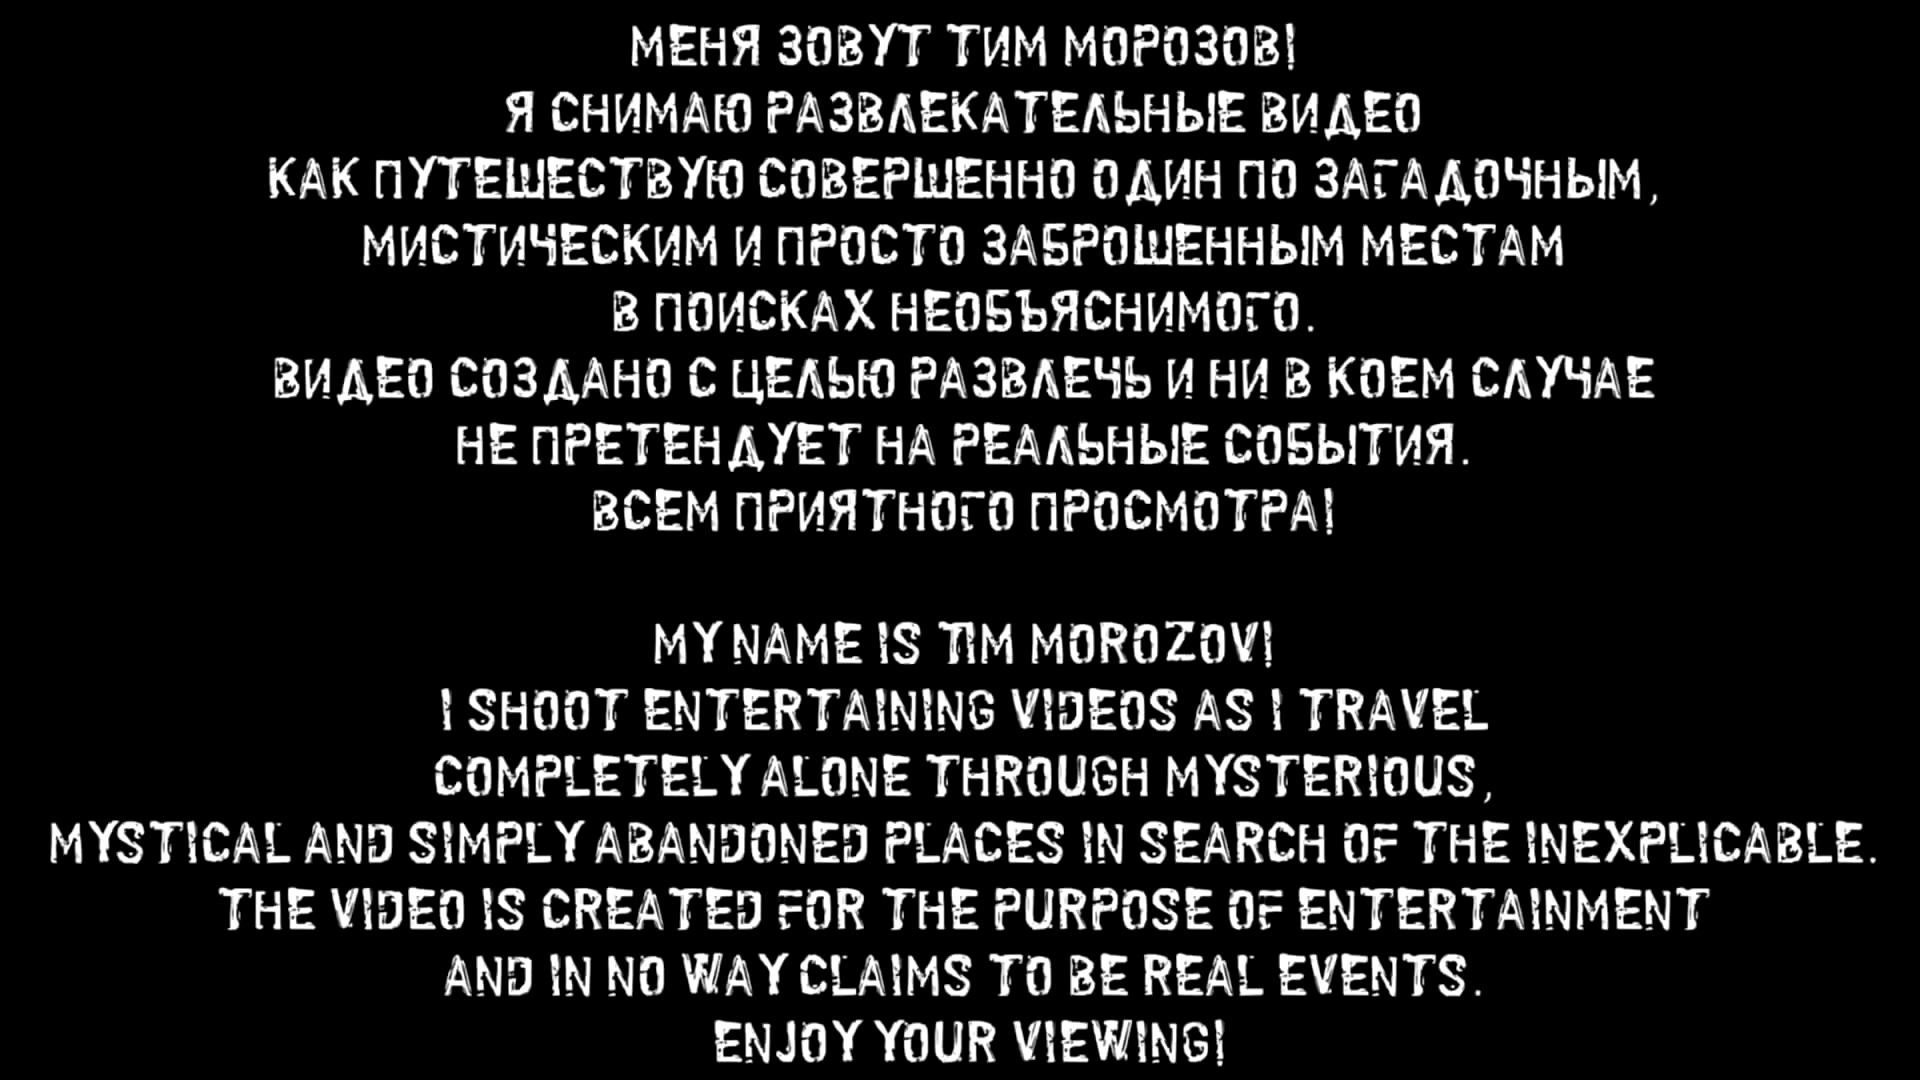 МЕНЯ ЗОВУТ ТИМ МОРОЗОВ!
Я СНИМАЮ РАЗВЛЕКАТЕЛЬНЫЕ ВИДЕО
КАК ПУТЕШЕСТВУЮ СОВЕРШЕННО ОДИН ПО ЗАГАДОЧНЫМ,
МИСТИЧЕСКИМ И ПРОСТО ЗАБРОШЕННЫМ МЕСТАМ
В ПОИСКАХ НЕОБЪЯСНИМОГО.
ВИДЕО СОЗДАНО С ЦЕЛЬЮ РАЗВЛЕЧЬ И НИ В КОЕМ СЛУЧАЕ
НЕ ПРЕТЕНДУЕТ НА РЕАЛЬНЫЕ СОБЫТИЯ.
ВСЕМ ПРИЯТНОГО ПРОСМОТРА!
MY NAME IS TIM MOROZOV!
I SHOOT ENTERTAINING VIDEOS AS I TRAVEL
COMPLETELY ALONE THROUGH MYSTERIOUS,
MYSTICAL AND SIMPLY ABANDONED PLACES IN SEARCH OF THE INEXPLICABLE.
THE VIDEO IS CREATED FOR THE PURPOSE OF ENTERTAINMENT
AND IN NO WAY CLAIMS TO BE REAL EVENTS.
ENJOY YOUR VIEWING!